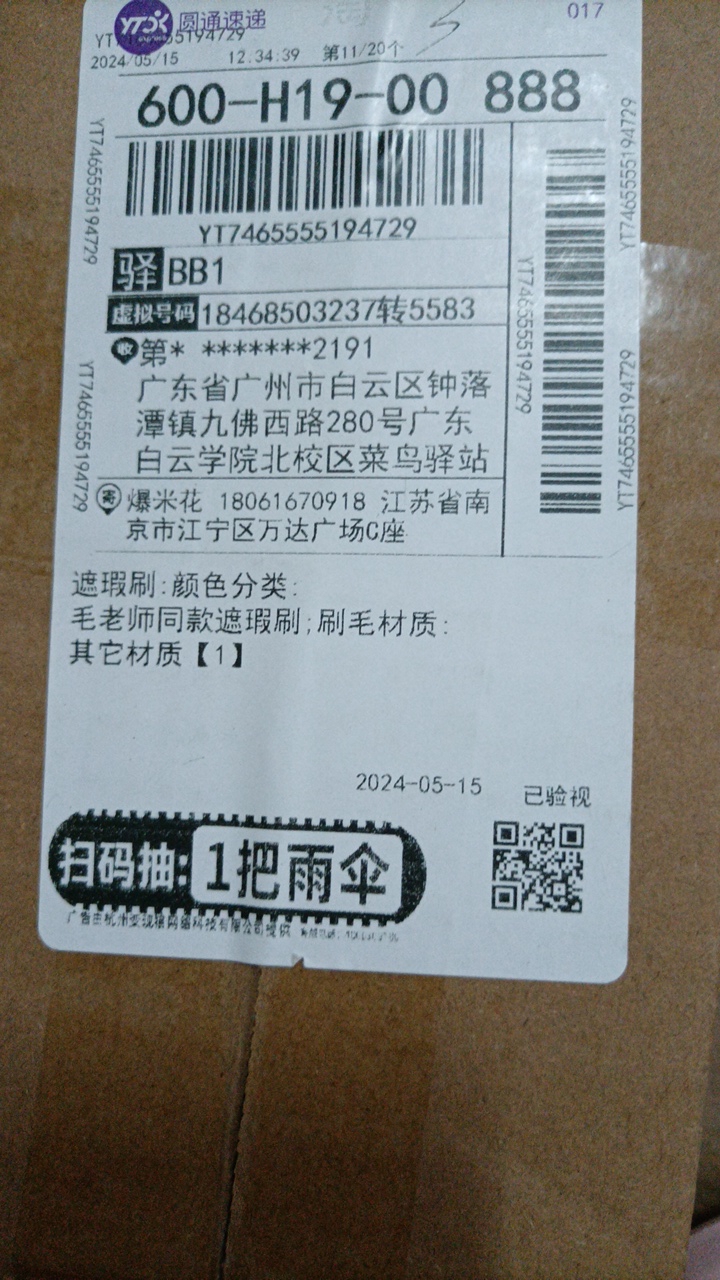 圆通速递
017
2024/05/15 12.34.39 第11/20个
600-H19-00 888
YT7465555194729
驿 BB1
虚拟号码 18468503237转5583
收 第* *******2191
广东省广州市白云区钟落
潭镇九佛西路280号广东
白云学院北校区菜鸟驿站
寄 爆米花 18061670918 江苏省南
京市江宁区万达广场C座
YT7465555194729
YT7465555194729
YT7465555194729
YT7465555194729
YT7465555194729
遮瑕刷:颜色分类:
毛老师同款遮瑕刷;刷毛材质:
其它材质【1】
2024-05-15 已验视
扫码抽: 1把雨伞